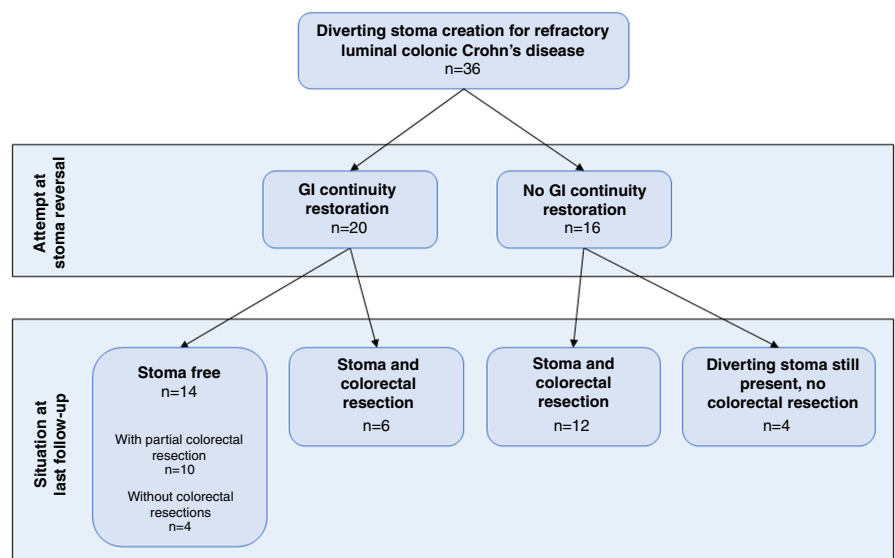 Diverting stoma creation for refractory
luminal colonic Crohn's disease
n=36
Attempt at
stoma reversal
GI continuity
restoration
n=20
No GI continuity
restoration
n=16
Situation at
last follow-up
Stoma free
n=14
With partial colorectal
resection
n=10
Without colorectal
resections
n=4
Stoma and
colorectal
resection
n=6
Stoma and
colorectal
resection
n=12
Diverting stoma still
present, no
colorectal resection
n=4